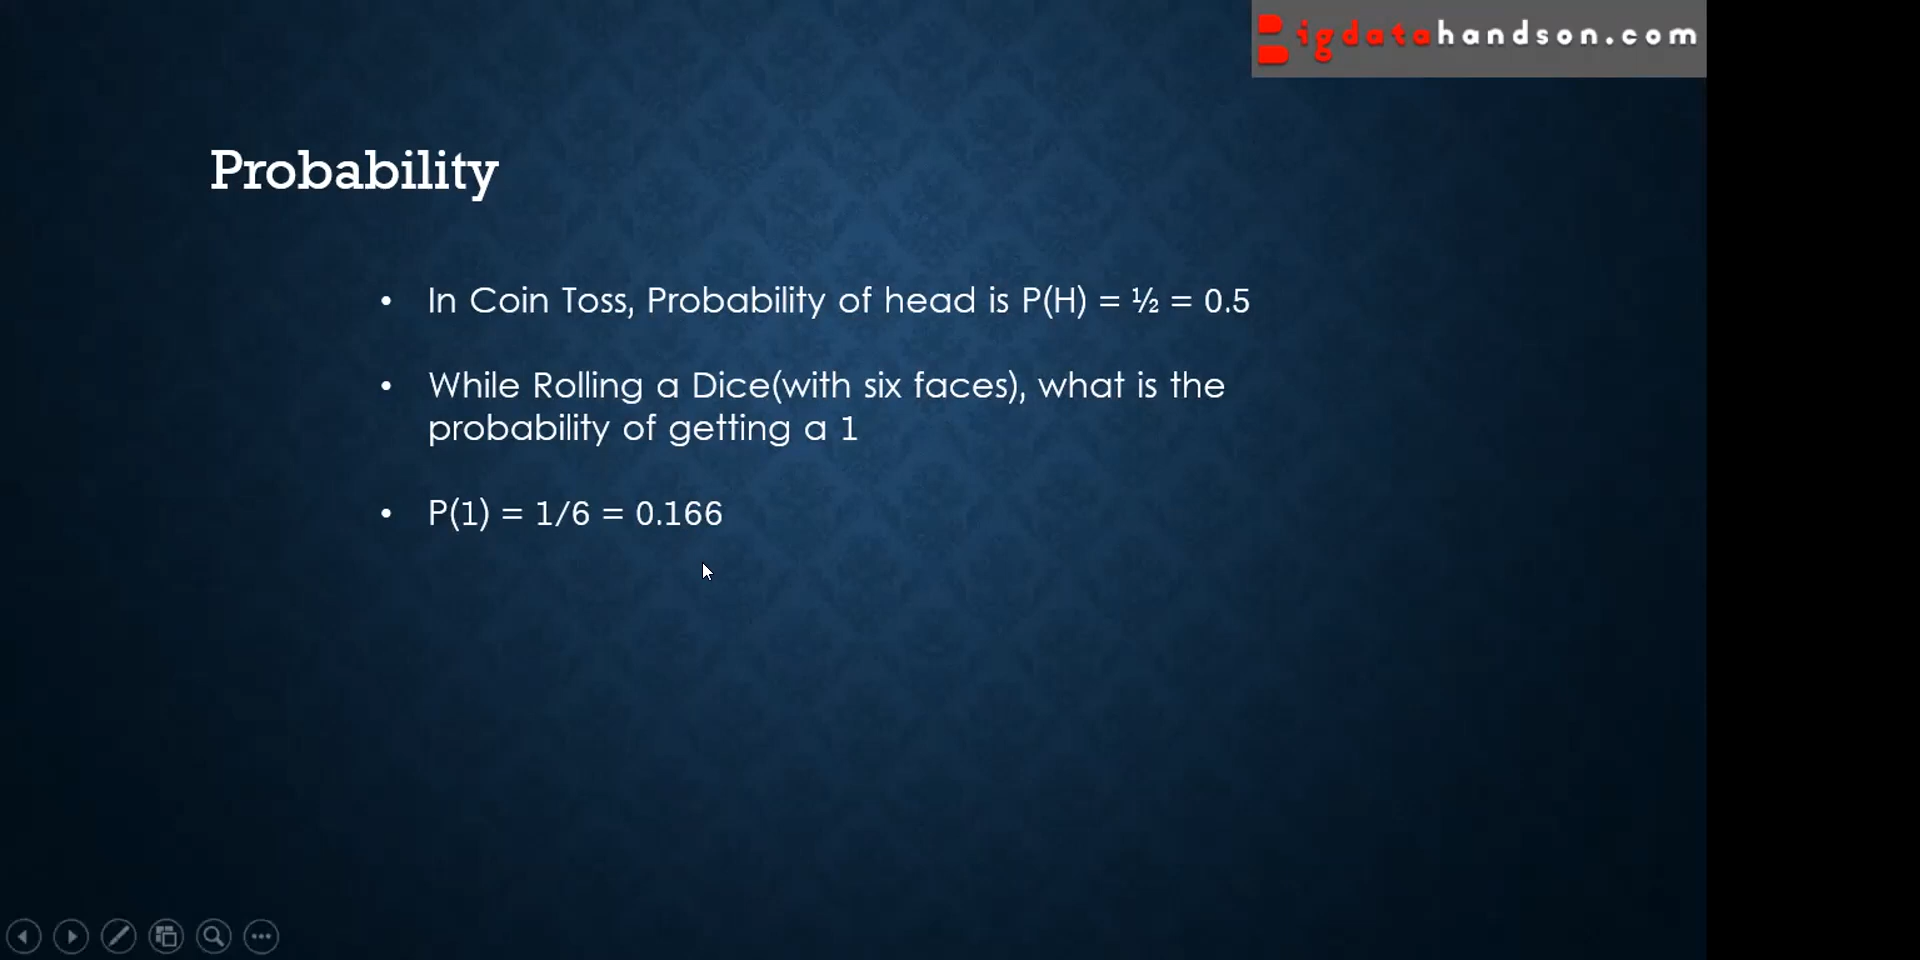 Bigdatahandson.com
Probability
• In Coin Toss, Probability of head is P(H) = ½ = 0.5
• While Rolling a Dice(with six faces), what is the
probability of getting a 1
• P(1) = 1/6 = 0.166